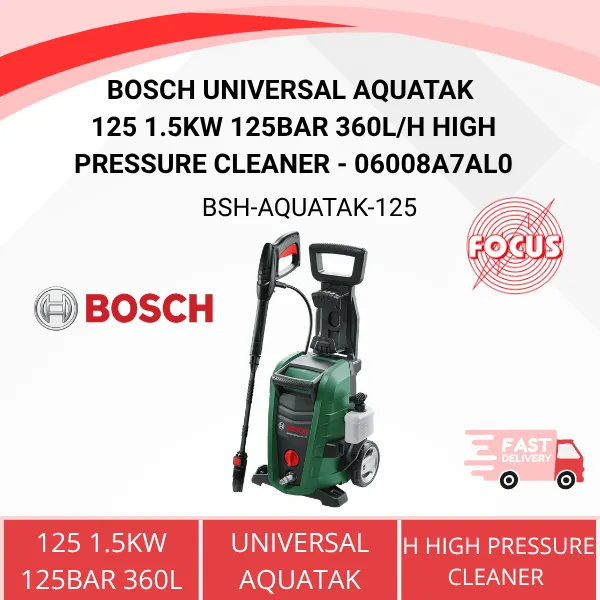 BOSCH UNIVERSAL AQUATAK
125 1.5KW 125BAR 360L/H HIGH
PRESSURE CLEANER - 06008A7AL0
BSH-AQUATAK-125
FOCUS
BOSCH
BOSCH
FAST
DELIVERY
125 1.5KW
125BAR 360L
UNIVERSAL
AQUATAK
H HIGH PRESSURE
CLEANER